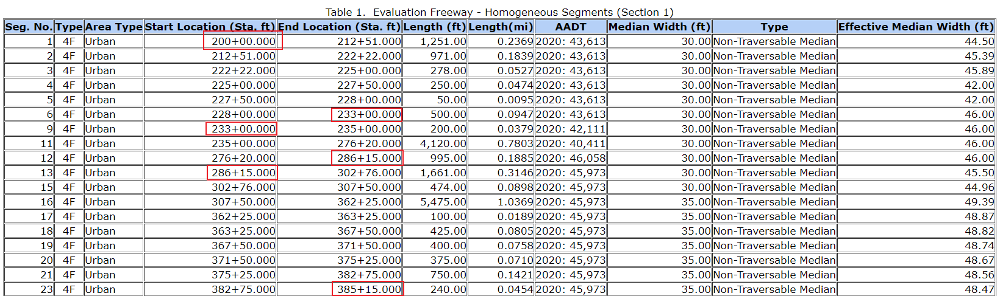 Table 1. Evaluation Freeway - Homogeneous Segments (Section 1)
Seg. No. Type Area Type Start Location (Sta. ft) End Location (Sta. ft) Length (ft) Length(mi) AADT Median Width (ft) Type Effective Median Width (ft)
1 4F Urban 200+00.000 212+51.000 1,251.00 0.2369 2020: 43,613 30.00 Non-Traversable Median 44.50
2 4F Urban 212+51.000 222+22.000 971.00 0.1839 2020: 43,613 30.00 Non-Traversable Median 45.39
3 4F Urban 222+22.000 225+00.000 278.00 0.0527 2020: 43,613 30.00 Non-Traversable Median 45.89
4 4F Urban 225+00.000 227+50.000 250.00 0.0474 2020: 43,613 30.00 Non-Traversable Median 42.00
5 4F Urban 227+50.000 228+00.000 50.00 0.0095 2020: 43,613 30.00 Non-Traversable Median 42.00
6 4F Urban 228+00.000 233+00.000 500.00 0.0947 2020: 43,613 30.00 Non-Traversable Median 46.00
9 4F Urban 233+00.000 235+00.000 200.00 0.0379 2020: 42,111 30.00 Non-Traversable Median 46.00
11 4F Urban 235+00.000 276+20.000 4,120.00 0.7803 2020: 40,411 30.00 Non-Traversable Median 46.00
12 4F Urban 276+20.000 286+15.000 995.00 0.1885 2020: 46,058 30.00 Non-Traversable Median 46.00
13 4F Urban 286+15.000 302+76.000 1,661.00 0.3146 2020: 45,973 30.00 Non-Traversable Median 45.50
15 4F Urban 302+76.000 307+50.000 474.00 0.0898 2020: 45,973 30.00 Non-Traversable Median 44.96
16 4F Urban 307+50.000 362+25.000 5,475.00 1.0369 2020: 45,973 35.00 Non-Traversable Median 49.39
17 4F Urban 362+25.000 363+25.000 100.00 0.0189 2020: 45,973 35.00 Non-Traversable Median 48.87
18 4F Urban 363+25.000 367+50.000 425.00 0.0805 2020: 45,973 35.00 Non-Traversable Median 48.82
19 4F Urban 367+50.000 371+50.000 400.00 0.0758 2020: 45,973 35.00 Non-Traversable Median 48.74
20 4F Urban 371+50.000 375+25.000 375.00 0.0710 2020: 45,973 35.00 Non-Traversable Median 48.67
21 4F Urban 375+25.000 382+75.000 750.00 0.1421 2020: 45,973 35.00 Non-Traversable Median 48.56
23 4F Urban 382+75.000 385+15.000 240.00 0.0454 2020: 45,973 35.00 Non-Traversable Median 48.47